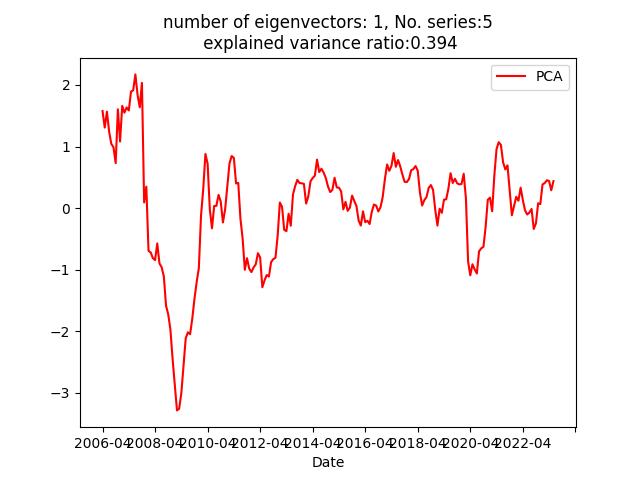 number of eigenvectors: 1, No. series:5
explained variance ratio:0.394
PCA
2
1
0
−1
−2
−3
2006-04 2008-04 2010-04 2012-04 2014-04 2016-04 2018-04 2020-04 2022-04
Date